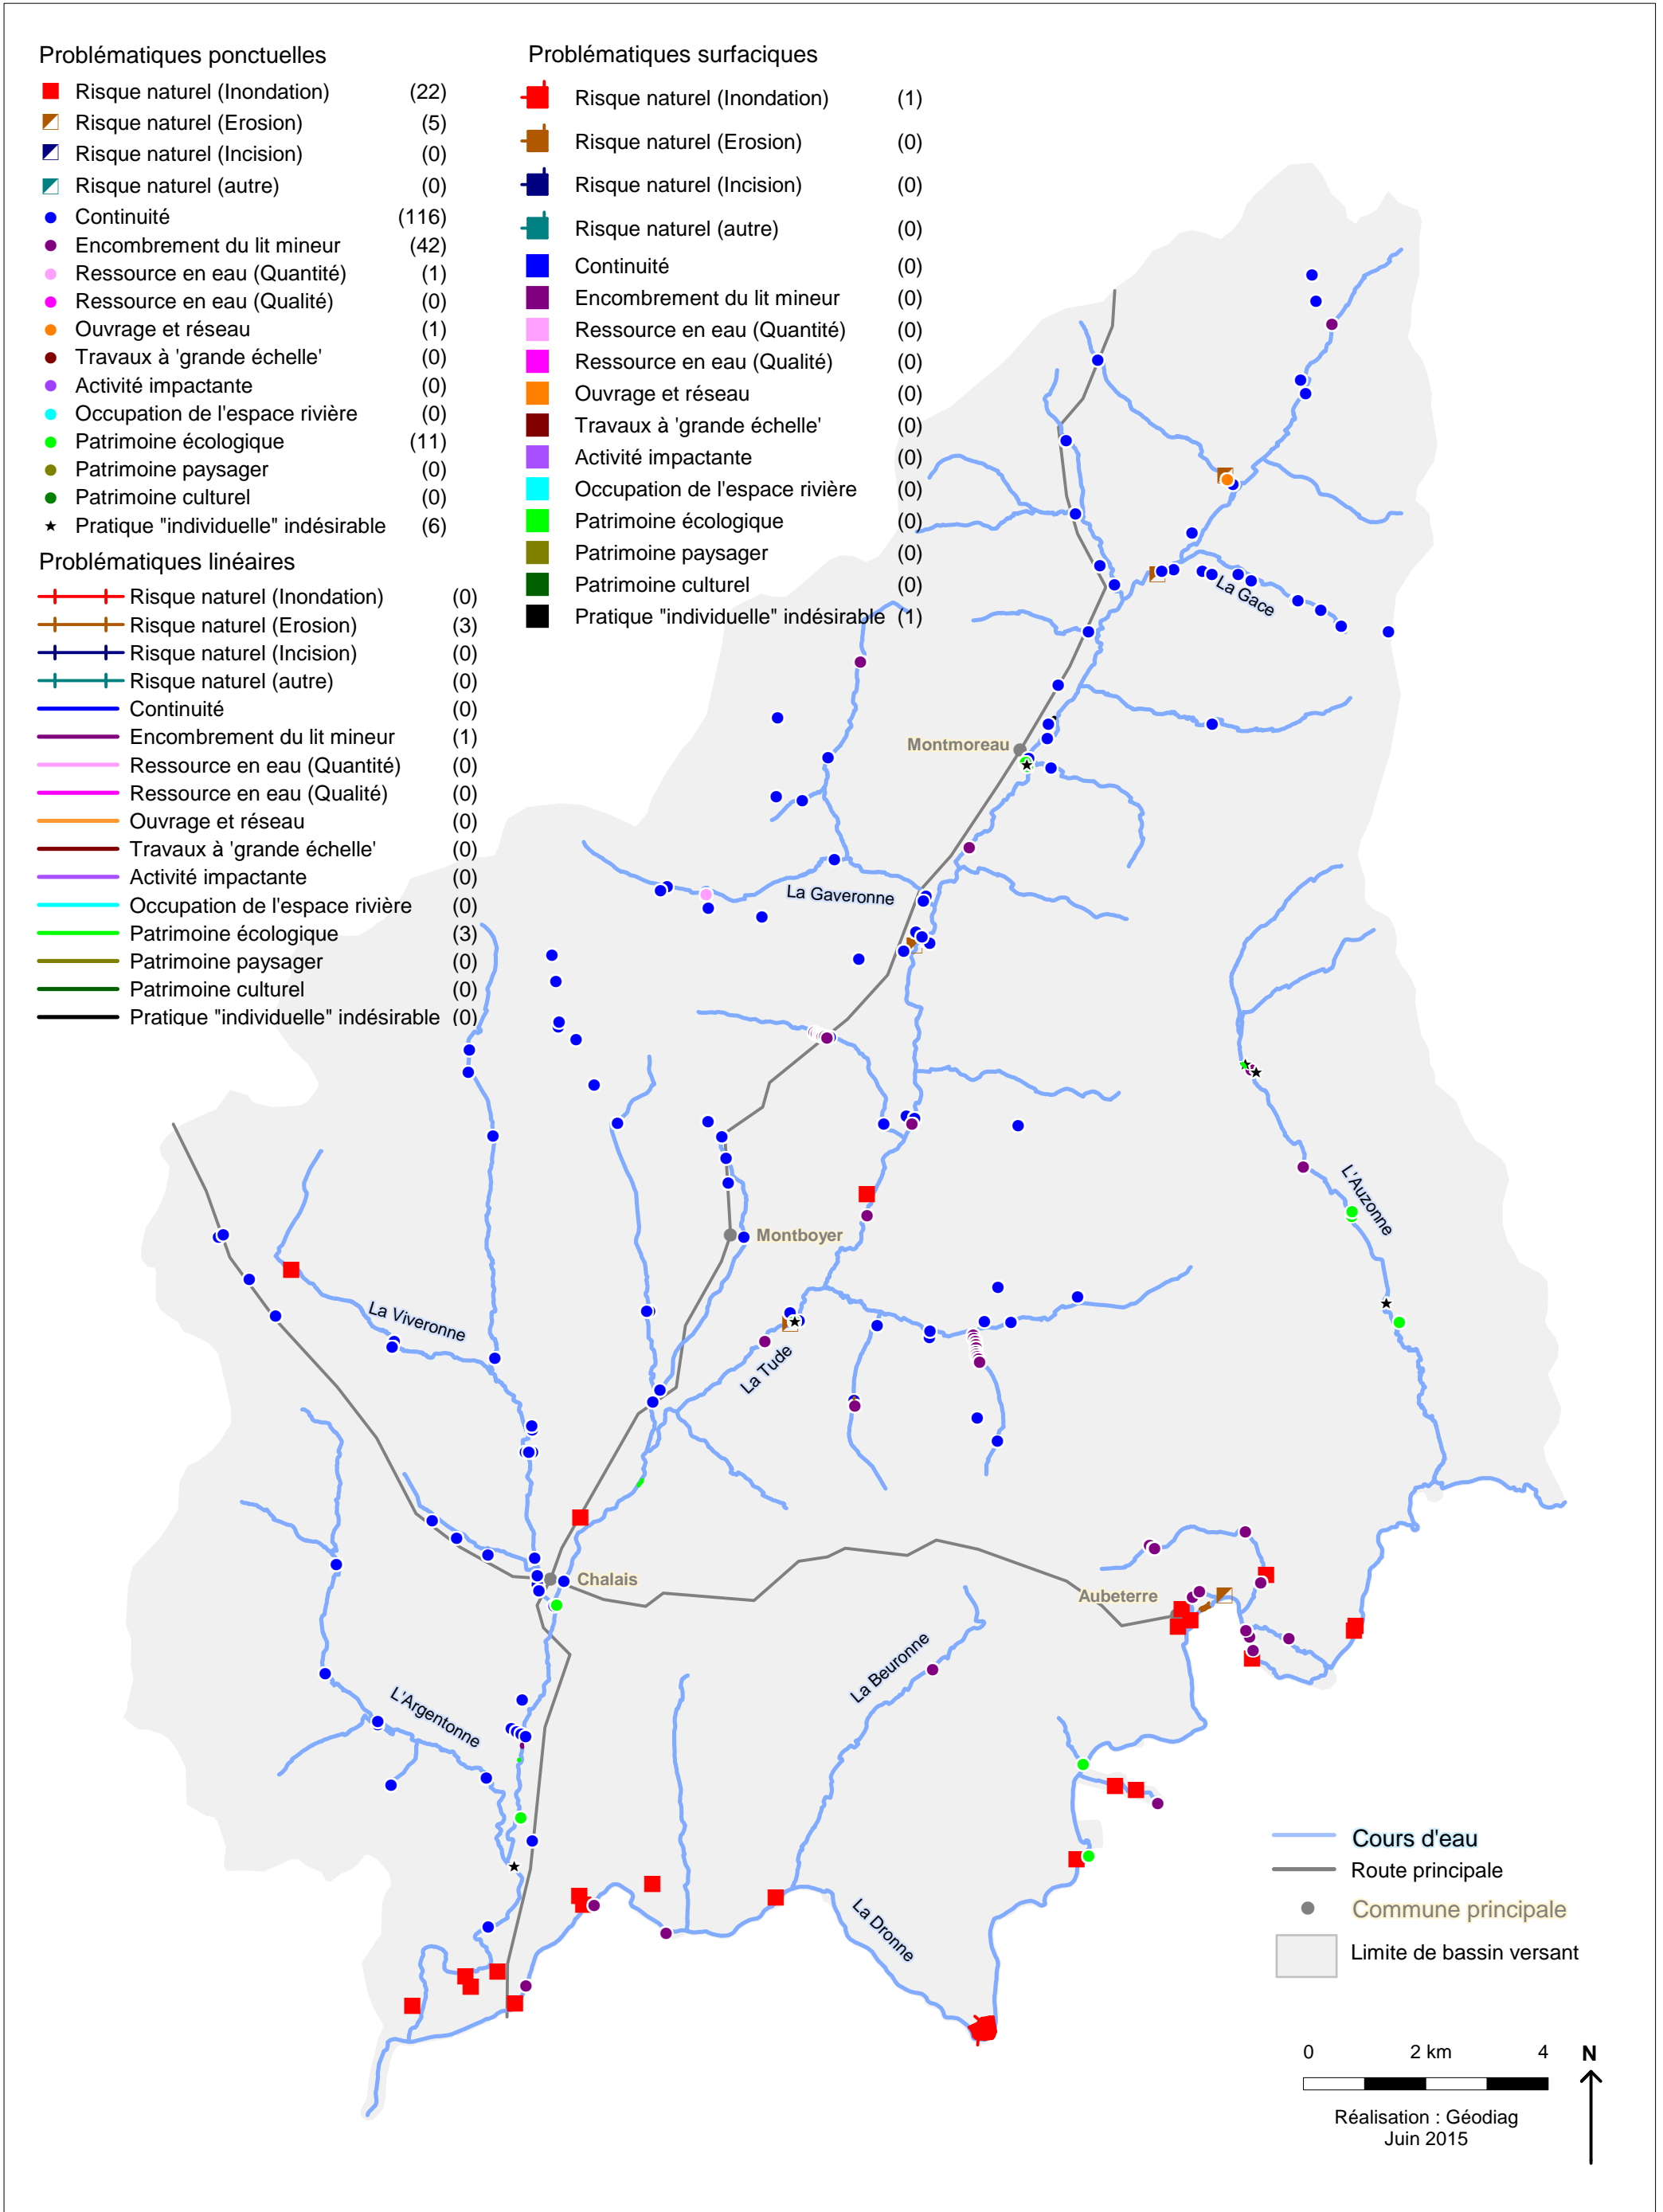 Problématiques ponctuelles
Risque naturel (Inondation) (22)
Risque naturel (Erosion) (5)
Risque naturel (Incision) (0)
Risque naturel (autre) (0)
Continuité (116)
Encombrement du lit mineur (42)
Ressource en eau (Quantité) (1)
Ressource en eau (Qualité) (0)
Ouvrage et réseau (1)
Travaux à 'grande échelle' (0)
Activité impactante (0)
Occupation de l'espace rivière (0)
Patrimoine écologique (11)
Patrimoine paysager (0)
Patrimoine culturel (0)
Pratique "individuelle" indésirable (6)
Problématiques linéaires
Risque naturel (Inondation) (0)
Risque naturel (Erosion) (3)
Risque naturel (Incision) (0)
Risque naturel (autre) (0)
Continuité (0)
Encombrement du lit mineur (1)
Ressource en eau (Quantité) (0)
Ressource en eau (Qualité) (0)
Ouvrage et réseau (0)
Travaux à 'grande échelle' (0)
Activité impactante (0)
Occupation de l'espace rivière (0)
Patrimoine écologique (3)
Patrimoine paysager (0)
Patrimoine culturel (0)
Pratique "individuelle" indésirable (0)
Problématiques surfaciques
Risque naturel (Inondation) (1)
Risque naturel (Erosion) (0)
Risque naturel (Incision) (0)
Risque naturel (autre) (0)
Continuité (0)
Encombrement du lit mineur (0)
Ressource en eau (Quantité) (0)
Ressource en eau (Qualité) (0)
Ouvrage et réseau (0)
Travaux à 'grande échelle' (0)
Activité impactante (0)
Occupation de l'espace rivière (0)
Patrimoine écologique (0)
Patrimoine paysager (0)
Patrimoine culturel (0)
Pratique "individuelle" indésirable (1)
La Gace
Montmoreau
La Gaveronne
L'Auzonne
Montboyer
La Viveronne
La Tude
Chalais
Aubeterre
La Beuronne
L'Argentonne
La Dronne
Cours d'eau
Route principale
Commune principale
Limite de bassin versant
0 2 km 4
N
Réalisation : Géodiag
Juin 2015